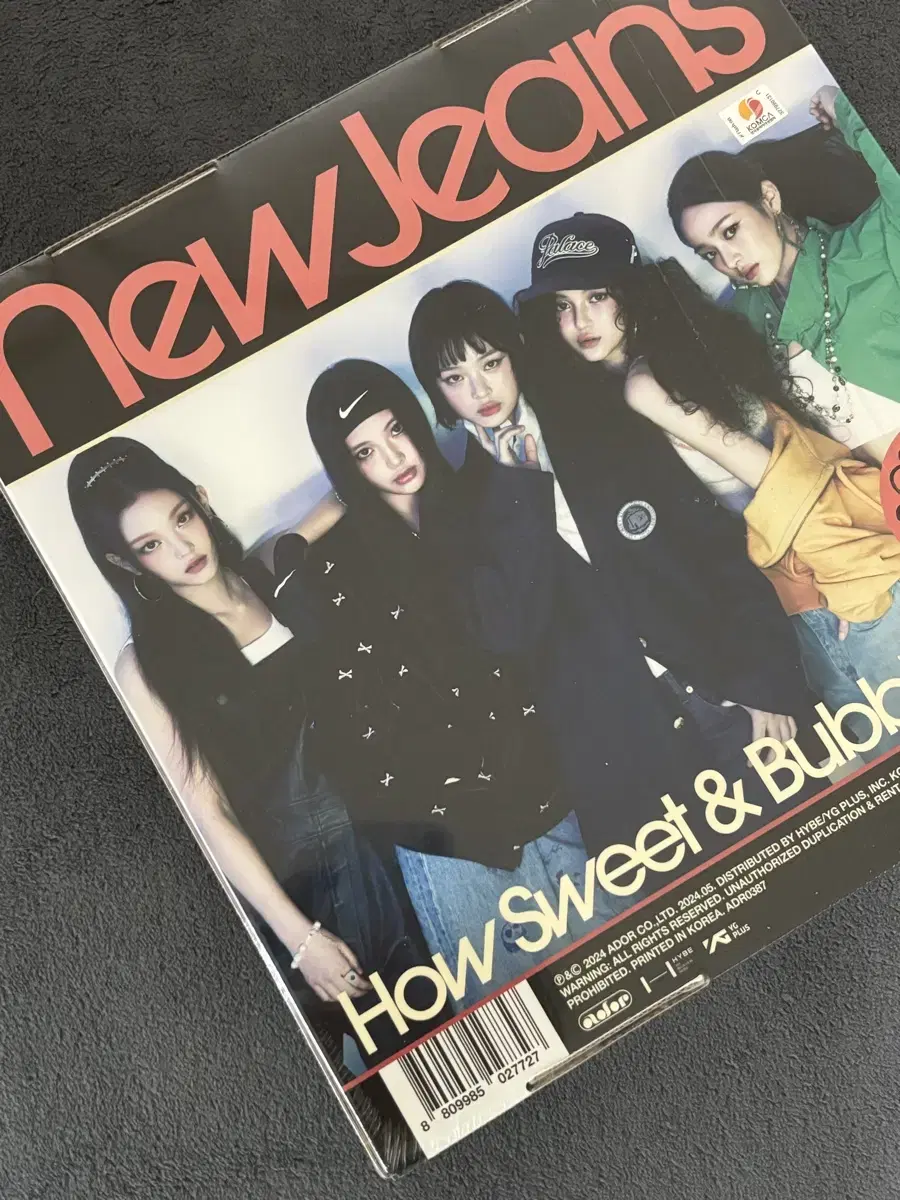 NewJeans
KOMCA
Palace
How Sweet & Bubb
℗&© 2024 ADOR CO.,LTD. 2024.05. DISTRIBUTED BY HYBE/YG PLUS, INC. KO
WARNING: ALL RIGHTS RESERVED. UNAUTHORIZED DUPLICATION & RENT
PROHIBITED. PRINTED IN KOREA. ADR0387
ador
HYBE
YG
PLUS
8 809985 027727